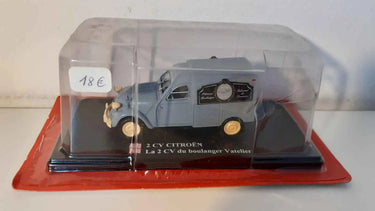 18€
2 CV CITROËN
La 2 CV du boulanger Vatelier